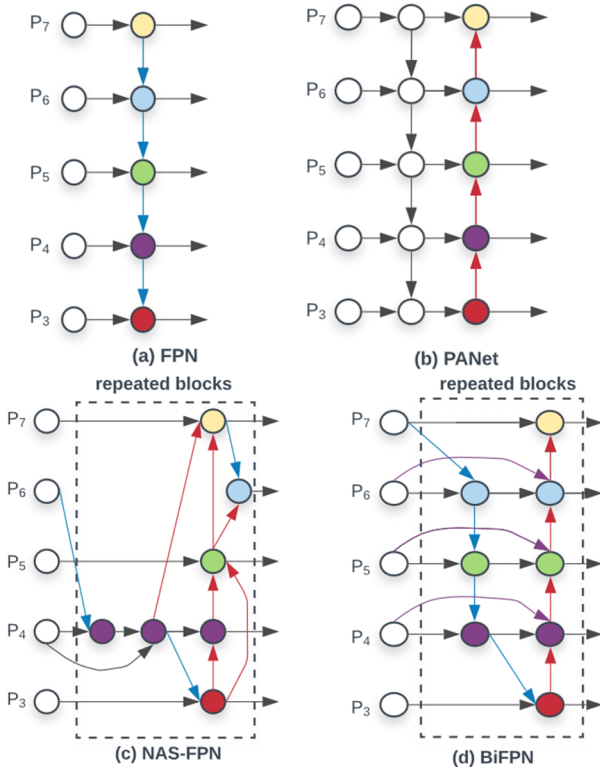 P7
P6
P5
P4
P3
(a) FPN
P7
P6
P5
P4
P3
(b) PANet
repeated blocks
P7
P6
P5
P4
P3
(c) NAS-FPN
repeated blocks
P7
P6
P5
P4
P3
(d) BiFPN